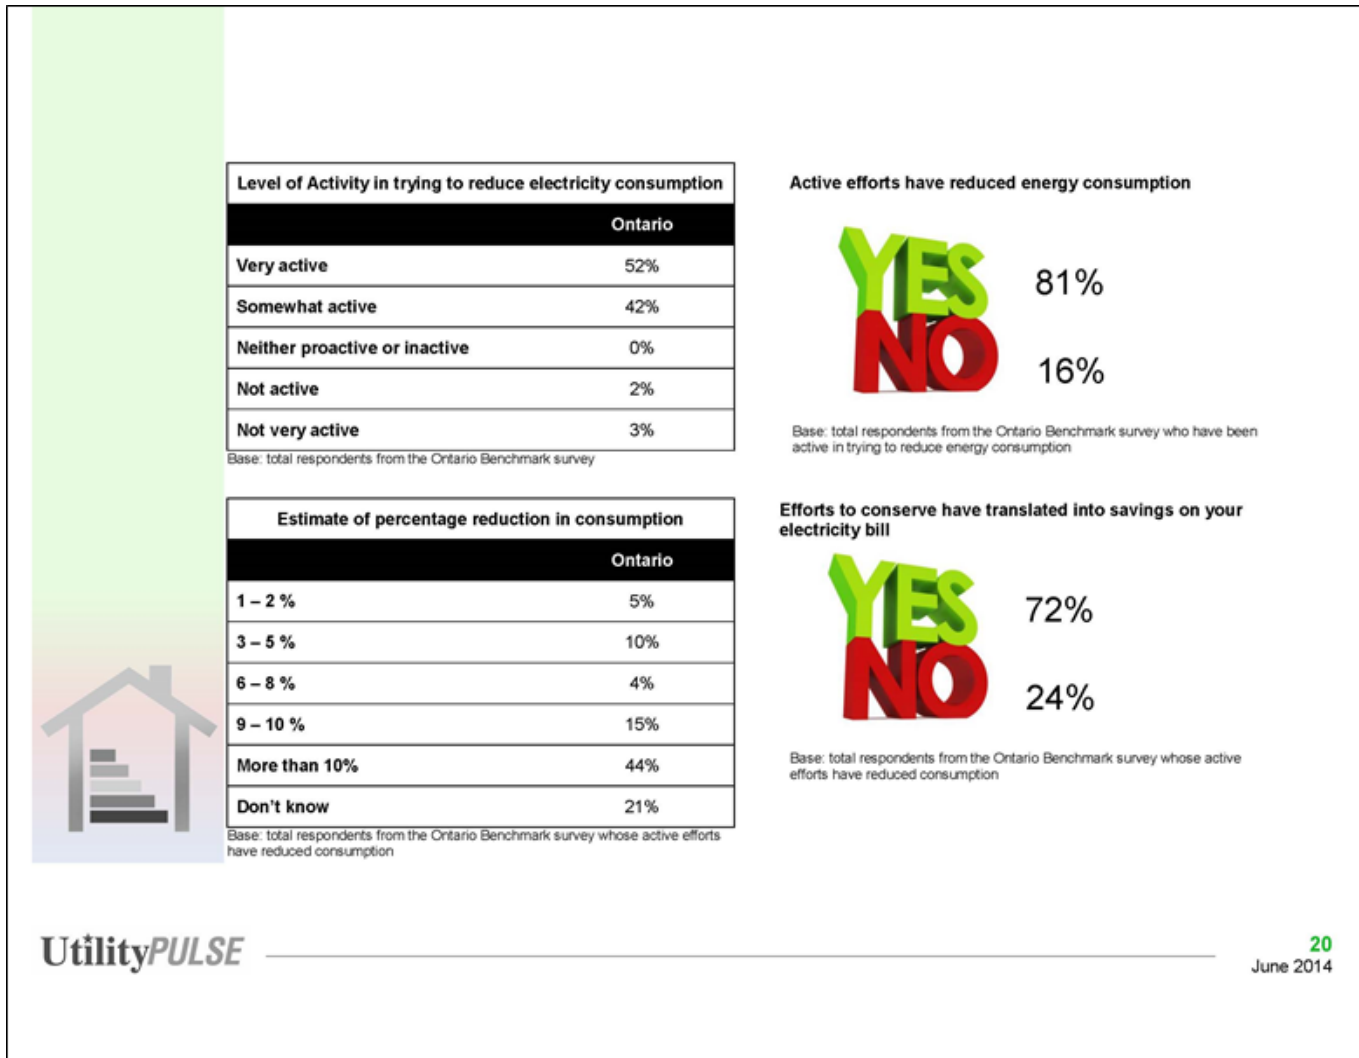 Level of Activity in trying to reduce electricity consumption
Ontario
Very active 52%
Somewhat active 42%
Neither proactive or inactive 0%
Not active 2%
Not very active 3%
Base: total respondents from the Ontario Benchmark survey
Estimate of percentage reduction in consumption
Ontario
1 – 2 % 5%
3 – 5 % 10%
6 – 8 % 4%
9 – 10 % 15%
More than 10% 44%
Don't know 21%
Base: total respondents from the Ontario Benchmark survey whose active efforts
have reduced consumption
Active efforts have reduced energy consumption
YES 81%
NO 16%
Base: total respondents from the Ontario Benchmark survey who have been
active in trying to reduce energy consumption
Efforts to conserve have translated into savings on your
electricity bill
YES 72%
NO 24%
Base: total respondents from the Ontario Benchmark survey whose active
efforts have reduced consumption
UtilityPULSE
20
June 2014